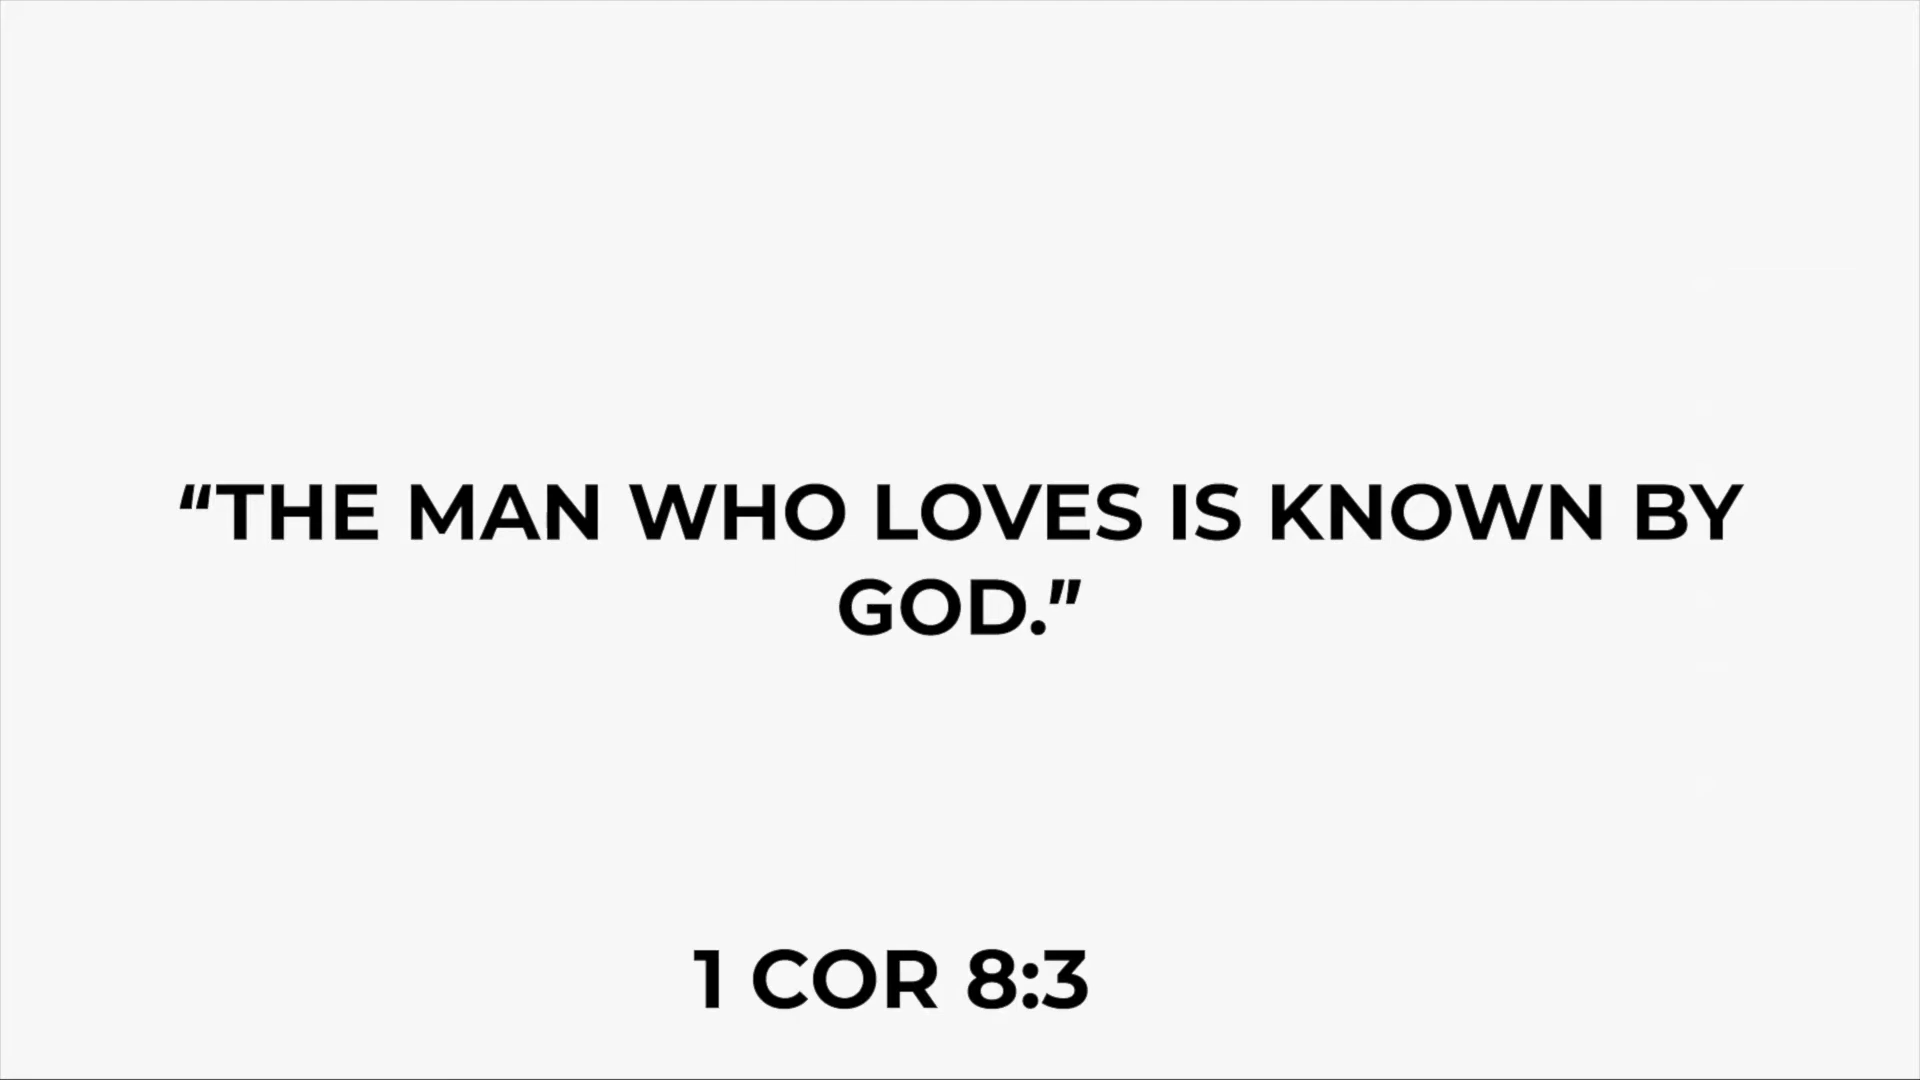 “THE MAN WHO LOVES IS KNOWN BY
GOD.”
1 COR 8:3